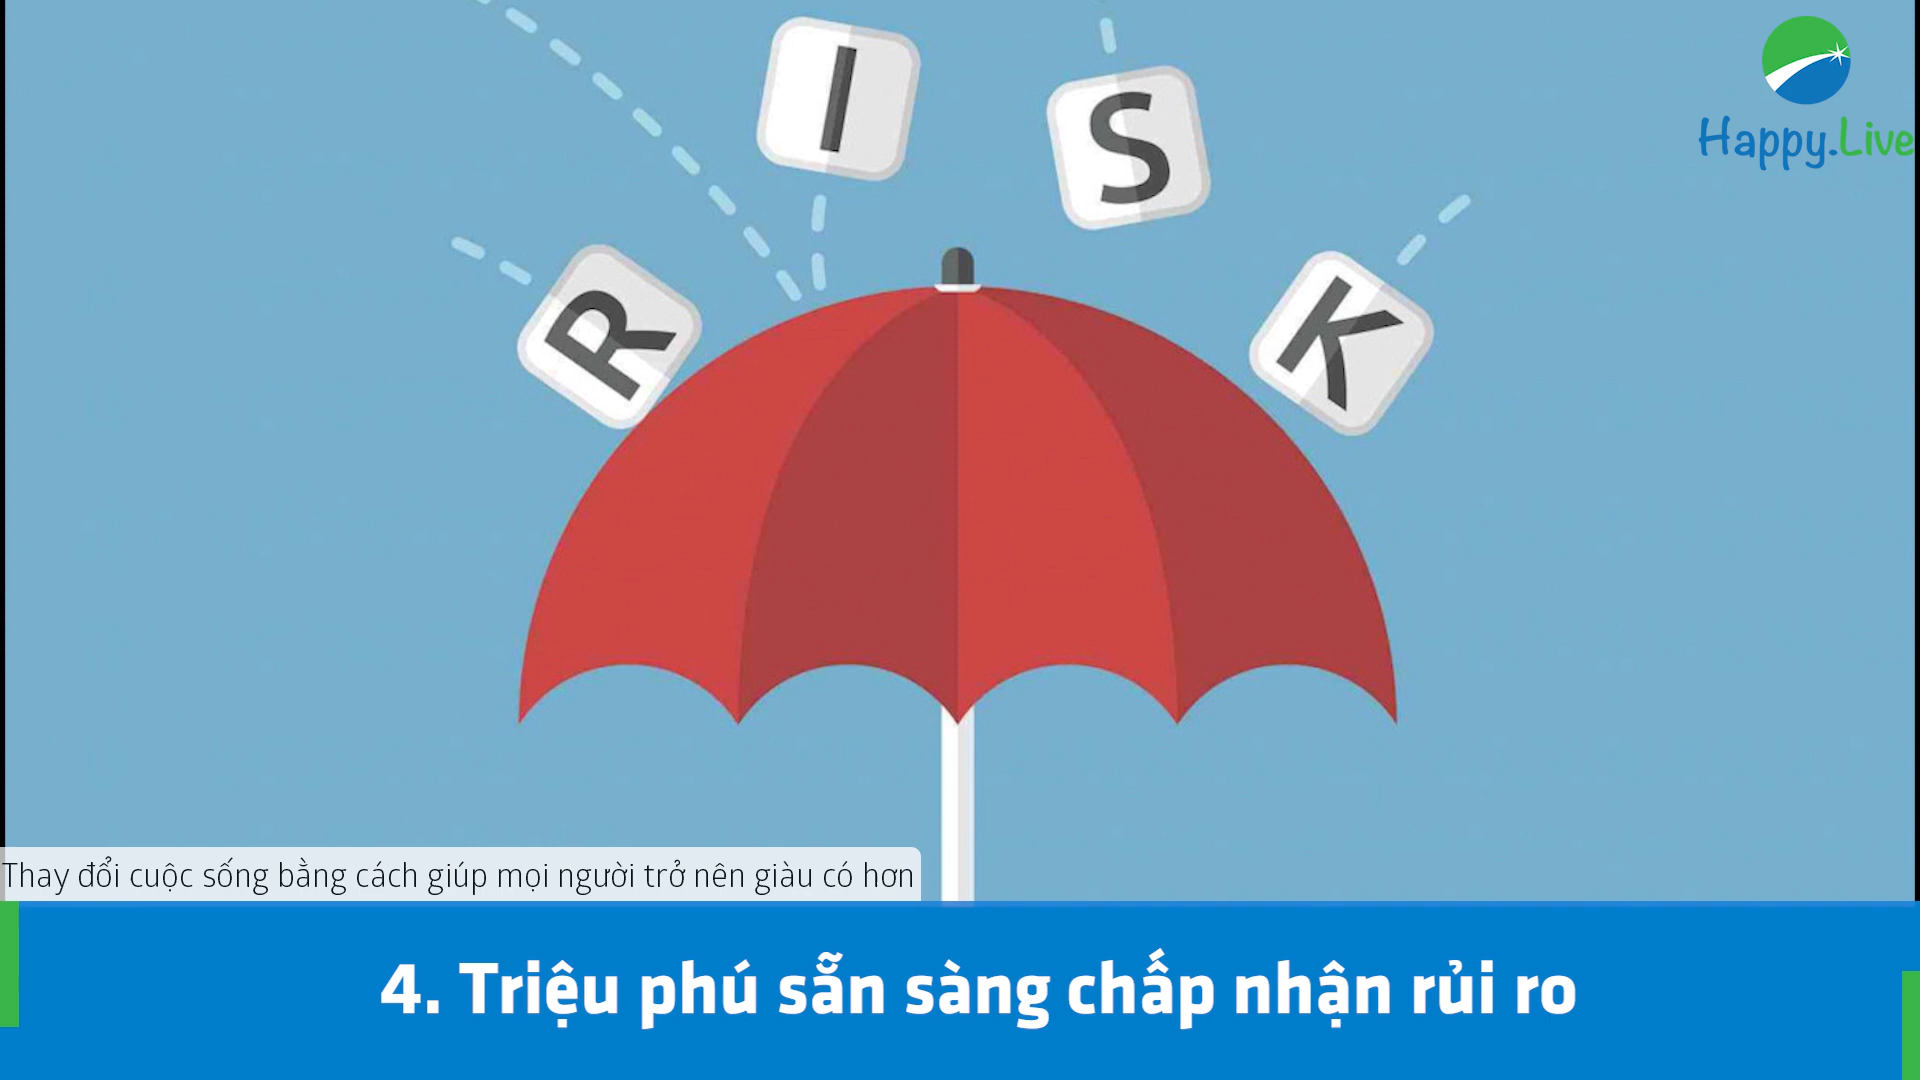 R I S K
Happy.Live
Thay đổi cuộc sống bằng cách giúp mọi người trở nên giàu có hơn
4. Triệu phú sẵn sàng chấp nhận rủi ro